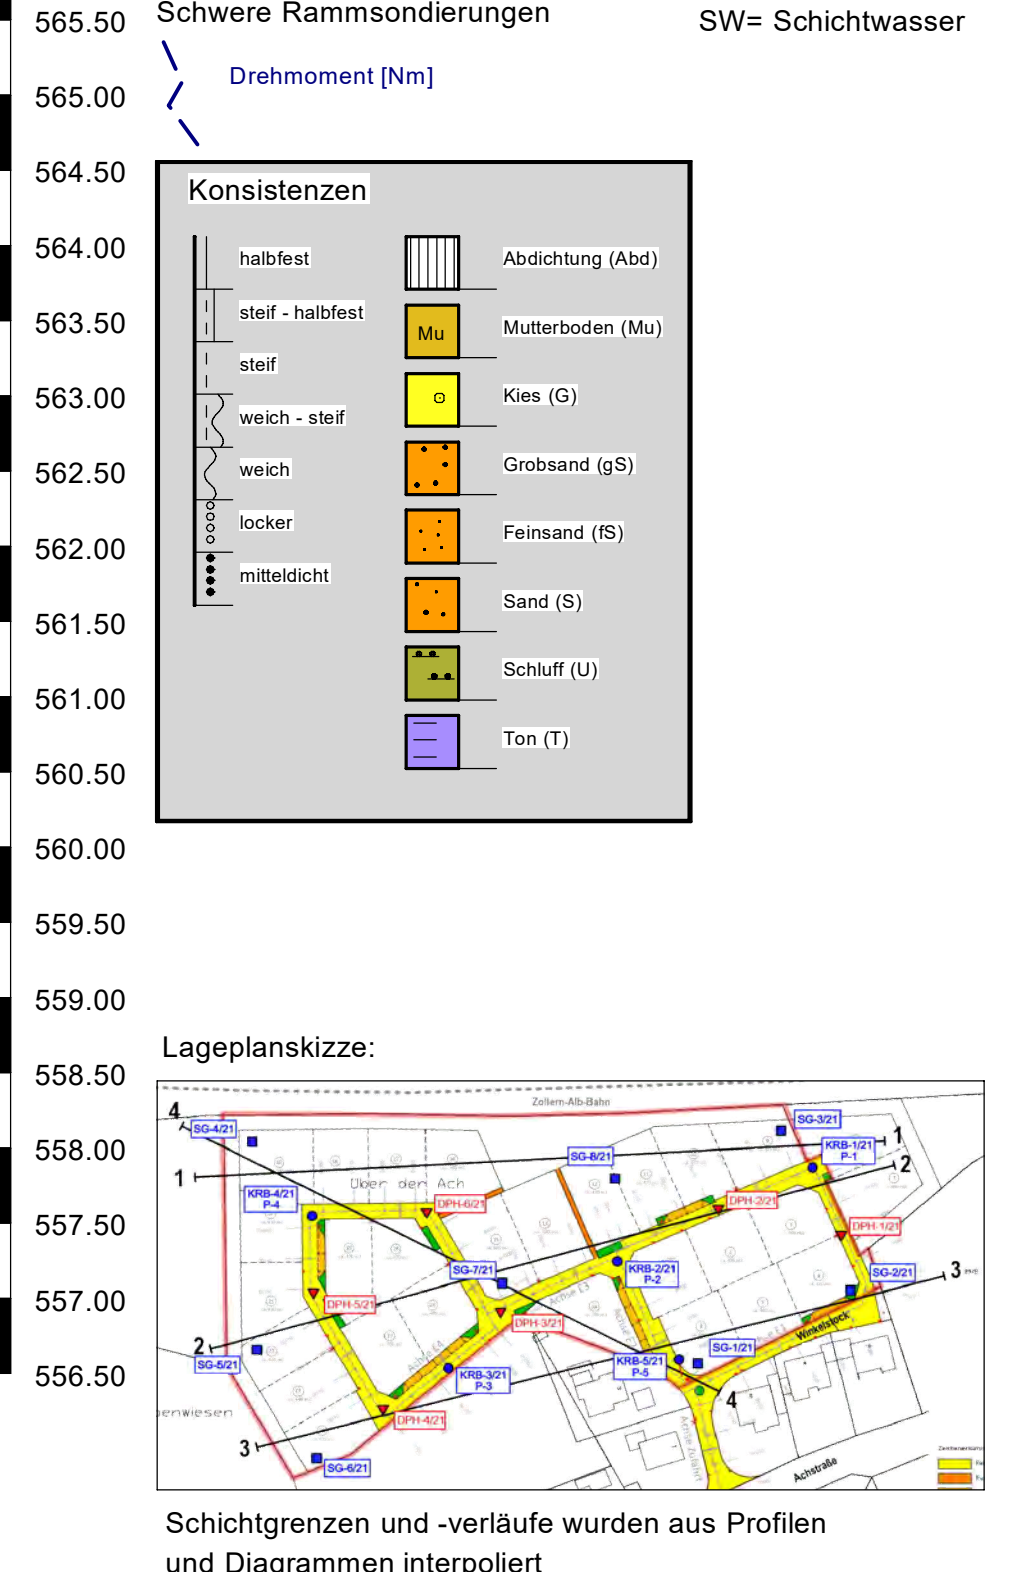 565.50
565.00
564.50
564.00
563.50
563.00
562.50
562.00
561.50
561.00
560.50
560.00
559.50
559.00
558.50
558.00
557.50
557.00
556.50
Schwere Rammsondierungen
SW= Schichtwasser
Drehmoment [Nm]
Konsistenzen
halbfest
steif - halbfest
steif
weich - steif
weich
locker
mitteldicht
Abdichtung (Abd)
Mu
Mutterboden (Mu)
Kies (G)
Grobsand (gS)
Feinsand (fS)
Sand (S)
Schluff (U)
Ton (T)
Lageplanskizze:
Zollern-Alb-Bahn
4
SG-4/21
SG-3/21
KRB-1/21
P-1
1
SG-8/21
2
1
Über der Ach
KRB-4/21
P-4
DPH-6/21
DPH-2/21
DPH-1/21
SG-7/21
KRB-2/21
P-2
SG-2/21
3
Achse E3
DPH-5/21
DPH-3/21
Winkelstock
2
SG-5/21
SG-1/21
KRB-5/21
P-5
Achse E4
KRB-3/21
P-3
4
DPH-4/21
enwiesen
3
SG-6/21
Achse Zufahrt
Achstraße
Schichtgrenzen und -verläufe wurden aus Profilen
und Diagrammen interpoliert